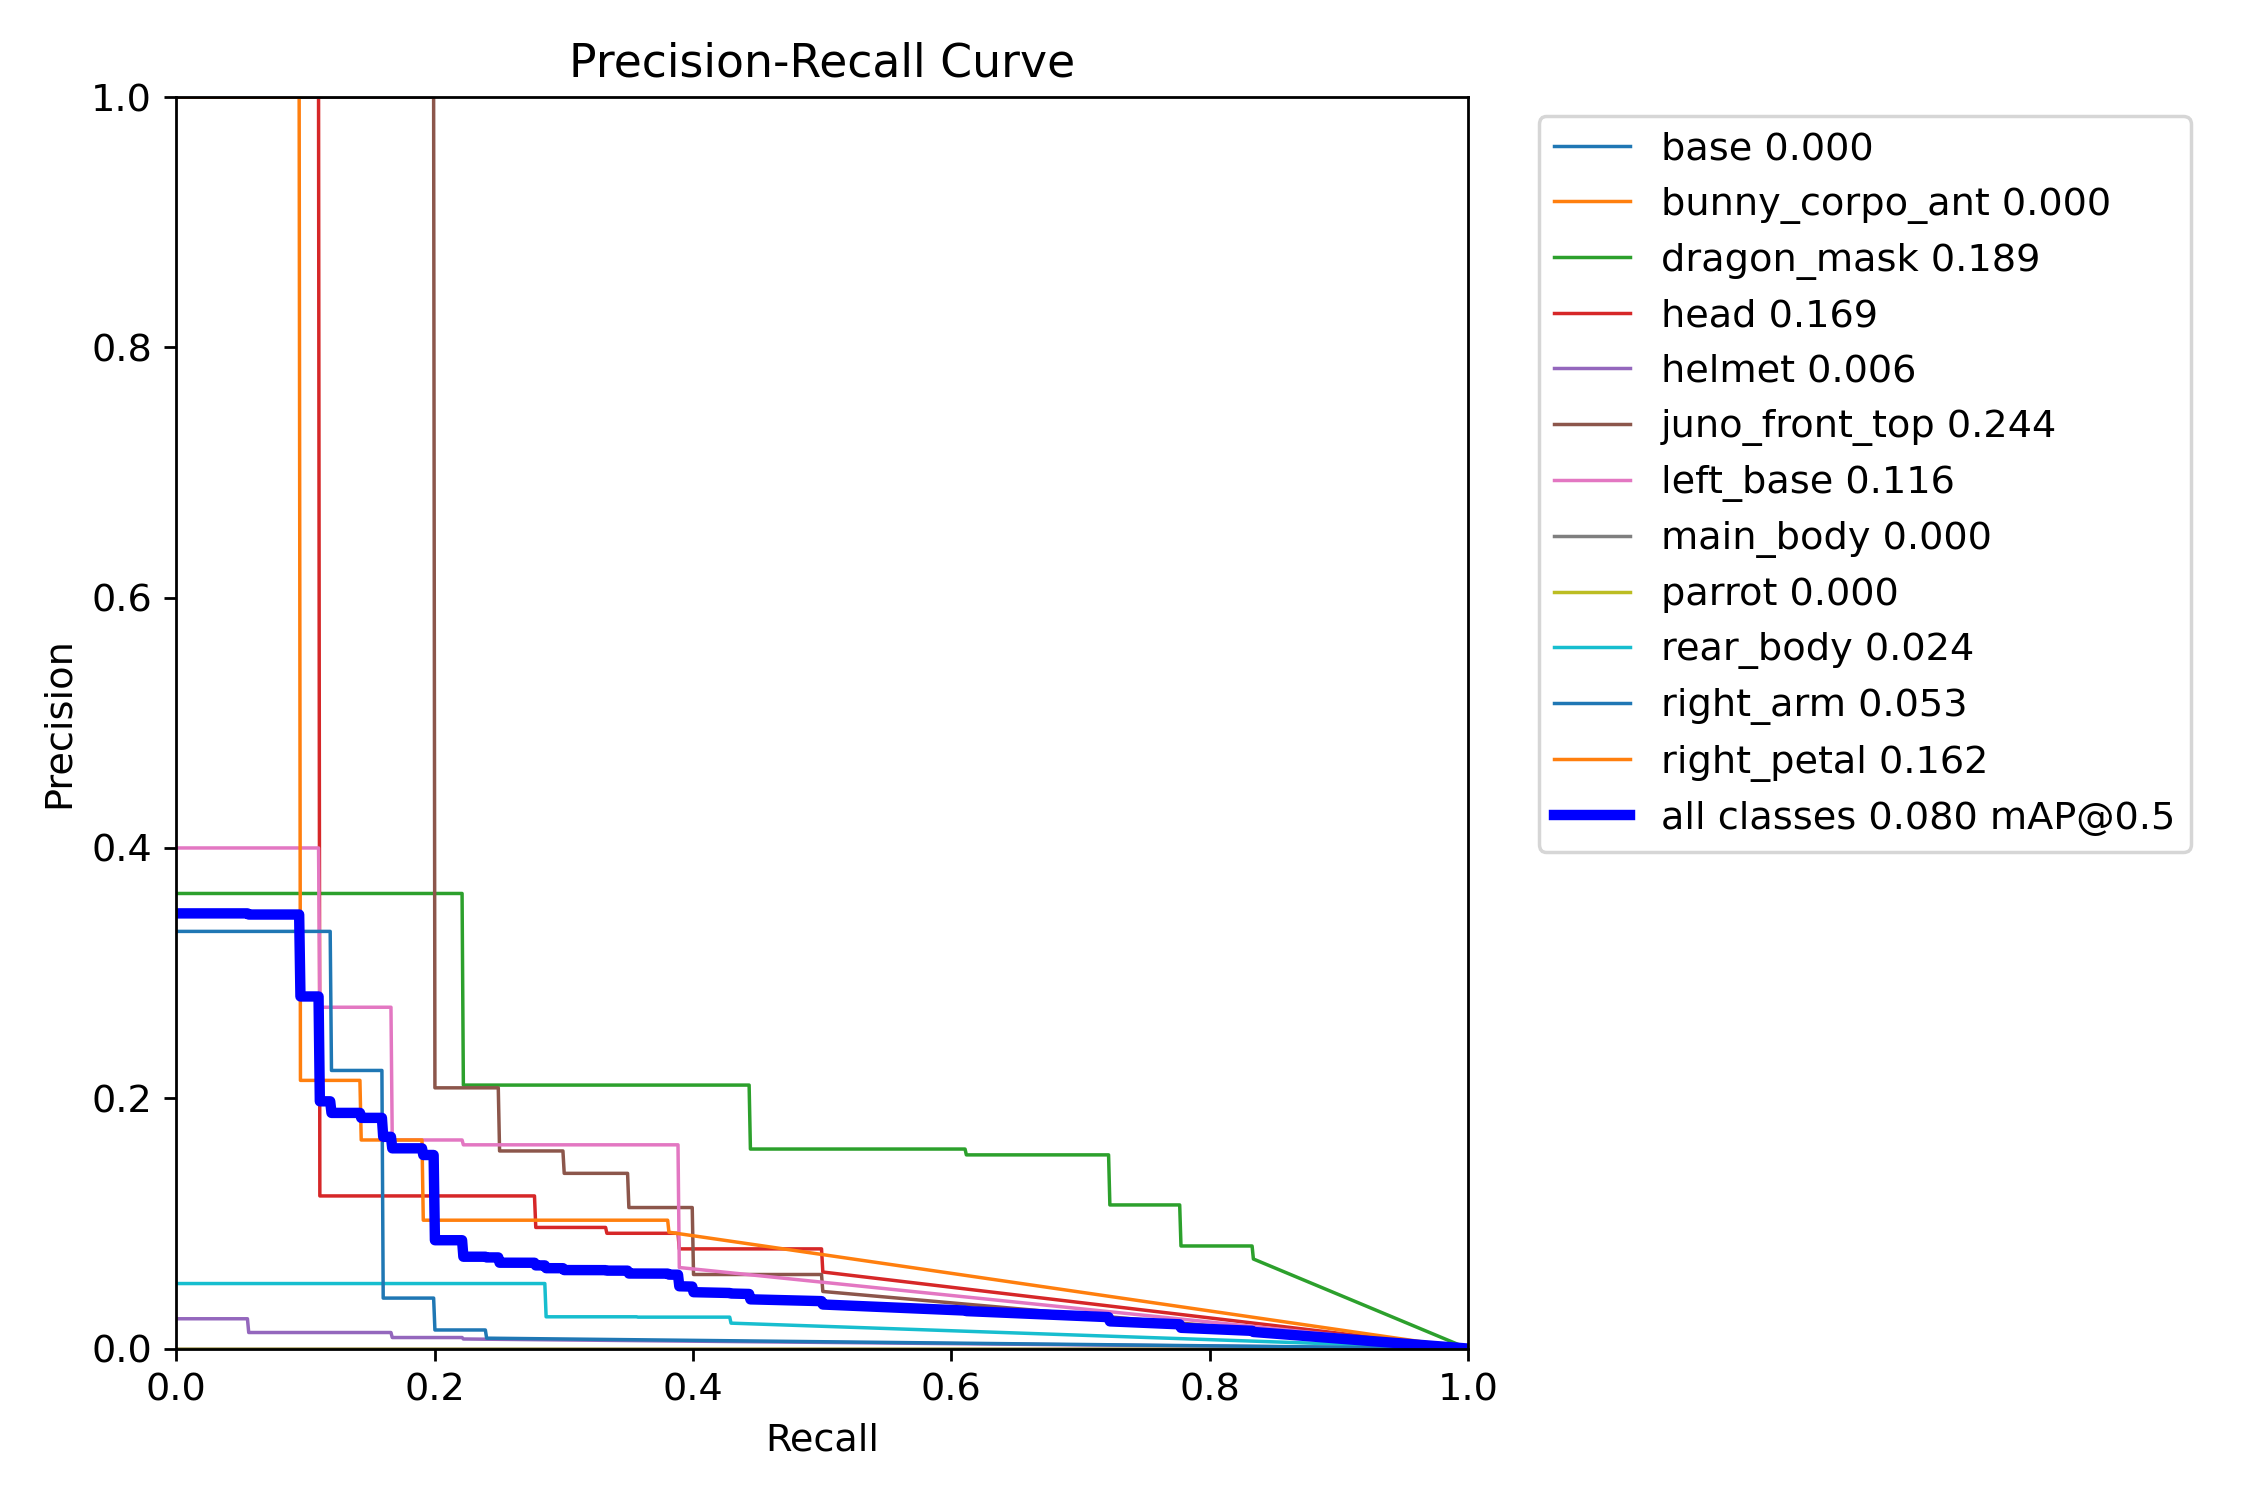 Precision-Recall Curve
1.0
0.8
0.6
0.4
0.2
0.0
Precision
0.0 0.2 0.4 0.6 0.8 1.0
Recall
base 0.000
bunny_corpo_ant 0.000
dragon_mask 0.189
head 0.169
helmet 0.006
juno_front_top 0.244
left_base 0.116
main_body 0.000
parrot 0.000
rear_body 0.024
right_arm 0.053
right_petal 0.162
all classes 0.080 mAP@0.5